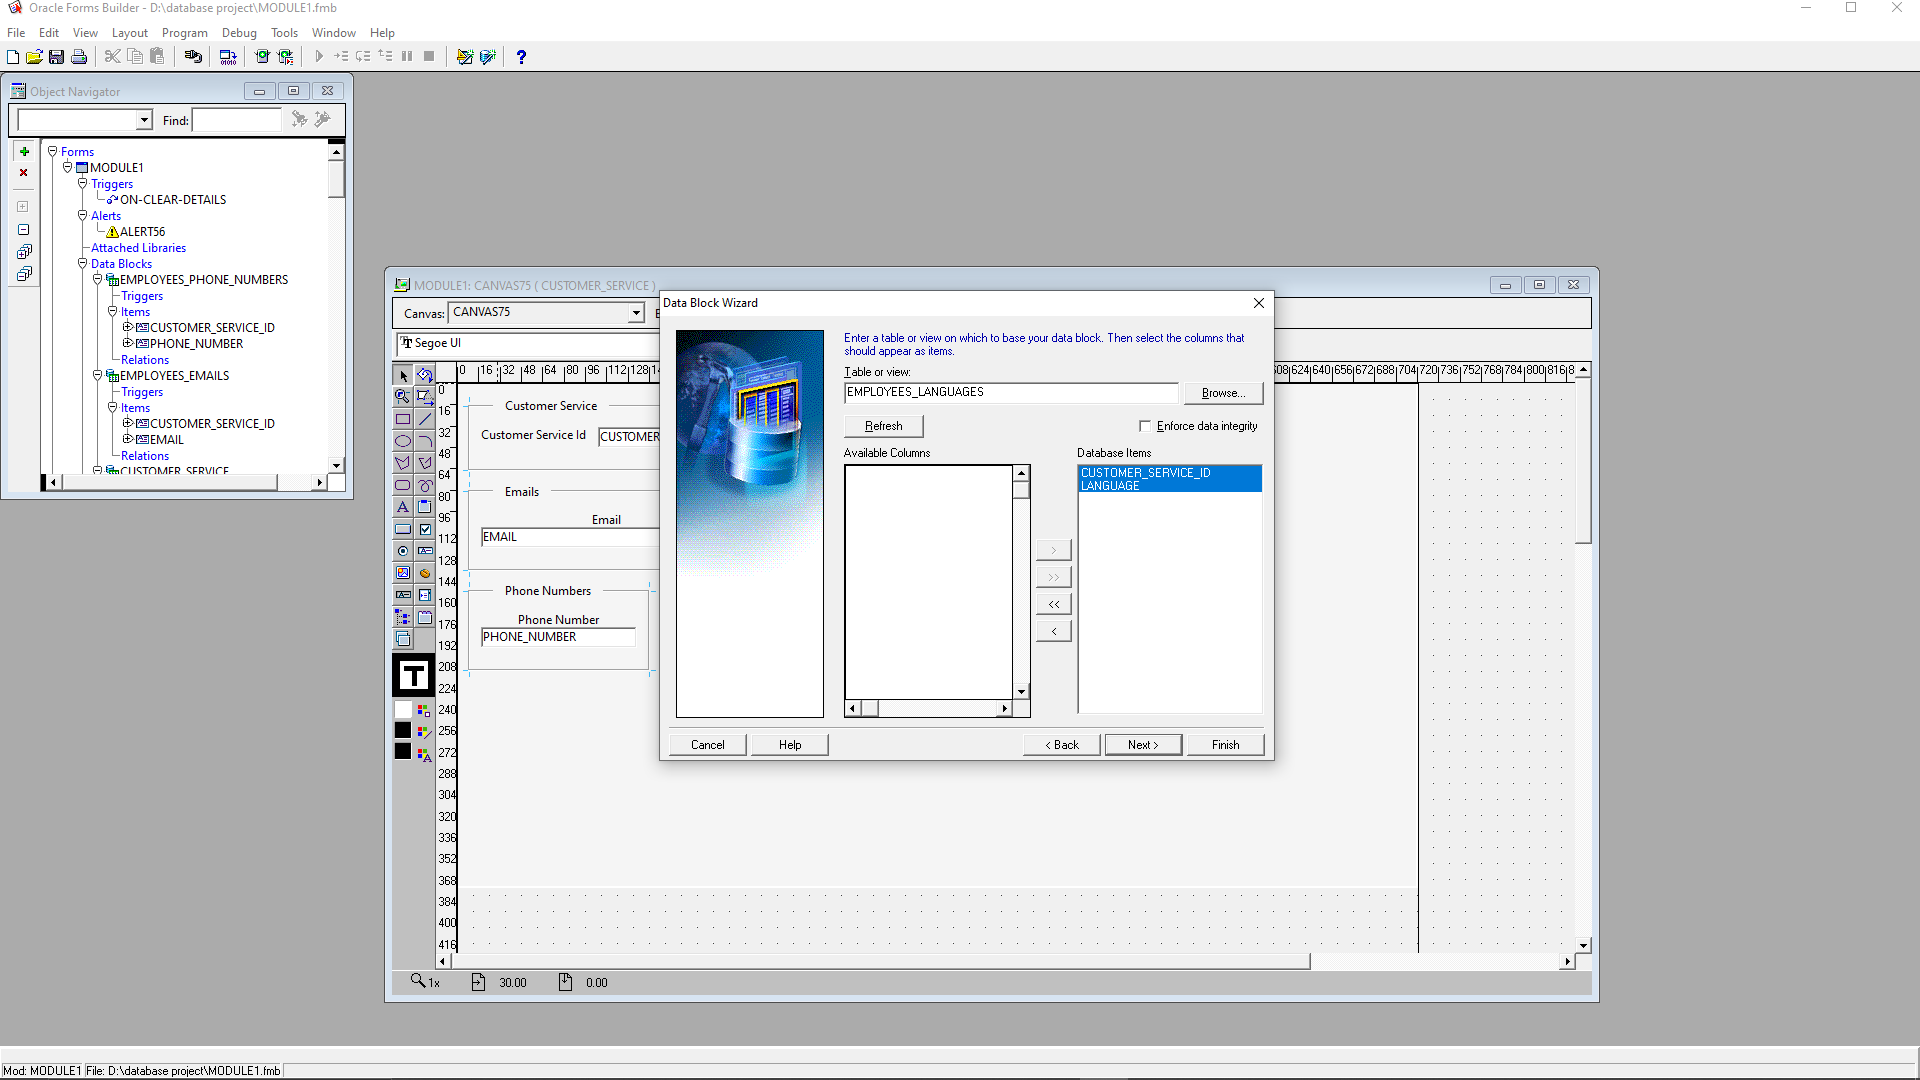 Oracle Forms Builder - D:\database project\MODULE1.fmb
File Edit View Layout Program Debug Tools Window Help
Object Navigator
Find:
Forms
MODULE1
Triggers
ON-CLEAR-DETAILS
Alerts
ALERT56
Attached Libraries
Data Blocks
EMPLOYEES_PHONE_NUMBERS
Triggers
Items
CUSTOMER_SERVICE_ID
PHONE_NUMBER
Relations
EMPLOYEES_EMAILS
Triggers
Items
CUSTOMER_SERVICE_ID
EMAIL
Relations
CUSTOMER_SERVICE
MODULE1: CANVAS75 ( CUSTOMER_SERVICE )
Canvas: CANVAS75
Segoe UI
0 16 32 48 64 80 96 112 128
624 640 656 672 688 704 720 736 752 768 784 800 816
0
16
32
48
64
80
96
112
128
144
160
176
192
208
224
240
256
272
288
304
320
336
352
368
384
400
416
Customer Service
Customer Service Id CUSTOMER
Emails
Email
EMAIL
Phone Numbers
Phone Number
PHONE_NUMBER
Data Block Wizard
Enter a table or view on which to base your data block. Then select the columns that
should appear as items.
Table or view:
EMPLOYEES_LANGUAGES
Browse...
Refresh
Enforce data integrity
Available Columns
Database Items
CUSTOMER_SERVICE_ID
LANGUAGE
>
>>
<<
<
Cancel Help < Back Next > Finish
1x 30.00 0.00
Mod: MODULE1 File: D:\database project\MODULE1.fmb